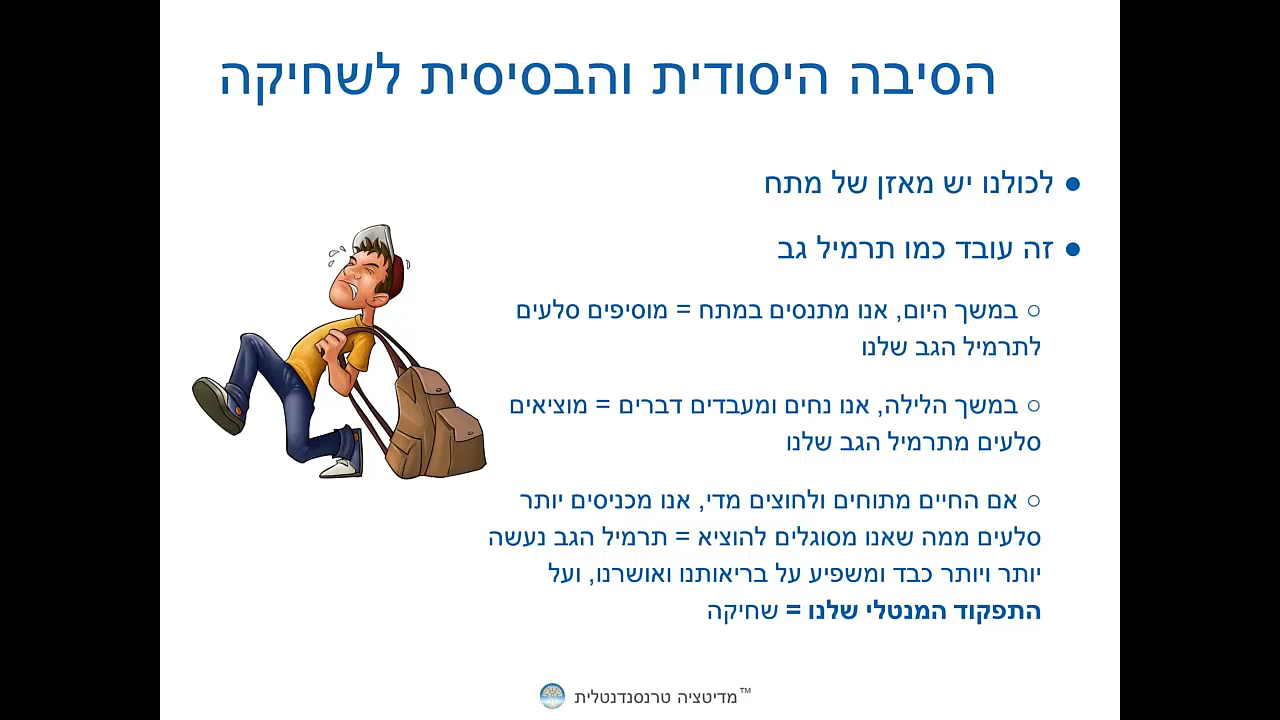 הסיבה היסודית והבסיסית לשחיקה
● לכולנו יש מאזן של מתח
● זה עובד כמו תרמיל גב
○ במשך היום, אנו מתנסים במתח = מוסיפים סלעים
לתרמיל הגב שלנו
○ במשך הלילה, אנו נחים ומעבדים דברים = מוציאים
סלעים מתרמיל הגב שלנו
○ אם החיים מתוחים ולחוצים מדי, אנו מכניסים יותר
סלעים ממה שאנו מסוגלים להוציא = תרמיל הגב נעשה
יותר ויותר כבד ומשפיע על בריאותנו ואושרנו, ועל
התפקוד המנטלי שלנו = שחיקה
מדיטציה טרנסנדנטלית™